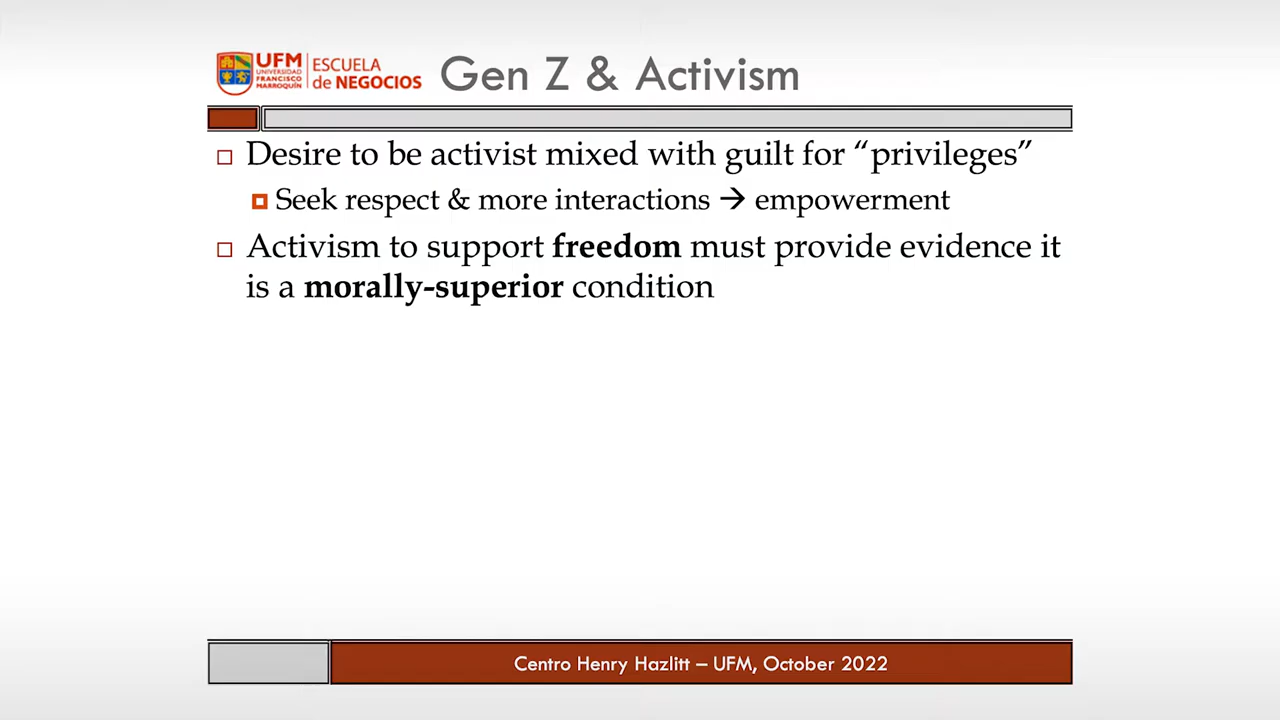 UFM
UNIVERSIDAD
FRANCISCO
MARROQUÍN
ESCUELA
de NEGOCIOS
Gen Z & Activism
Desire to be activist mixed with guilt for “privileges”
Seek respect & more interactions → empowerment
Activism to support freedom must provide evidence it
is a morally-superior condition
Centro Henry Hazlitt – UFM, October 2022